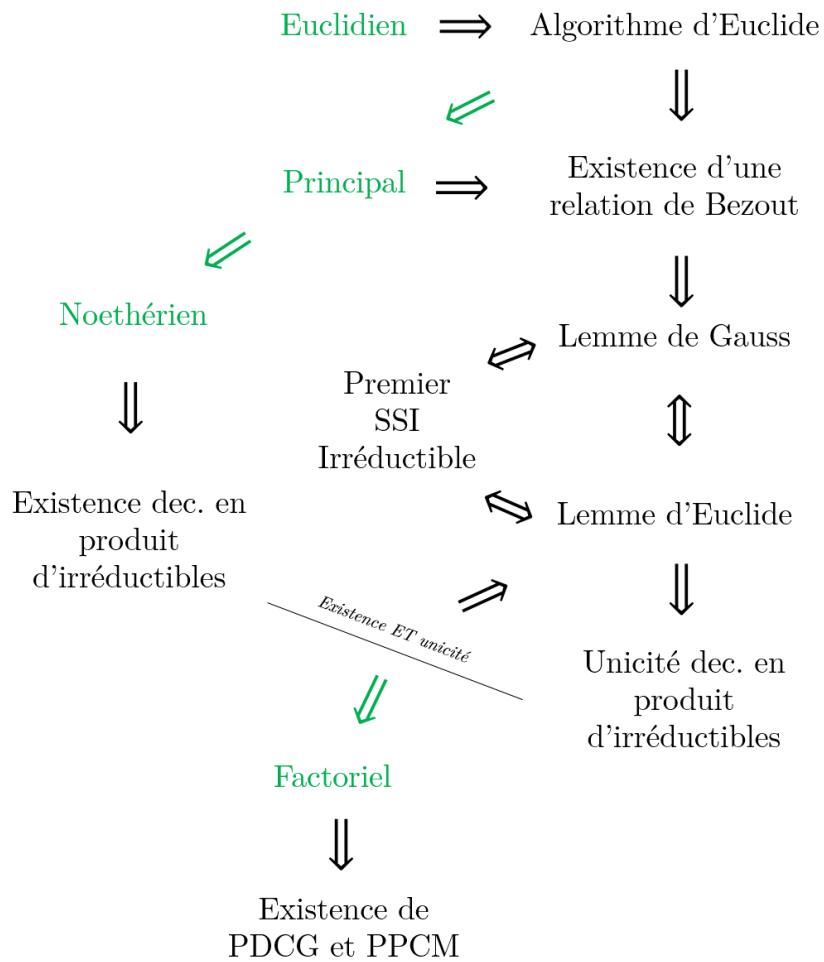 Euclidien ⟹ Algorithme d'Euclide
Principal ⟹ Existence d'une
relation de Bezout
Noethérien
Lemme de Gauss
Premier
SSI
Irréductible
Existence dec. en
produit
d'irréductibles
Lemme d'Euclide
Existence ET unicité
Unicité dec. en
produit
d'irréductibles
Factoriel
Existence de
PDCG et PPCM